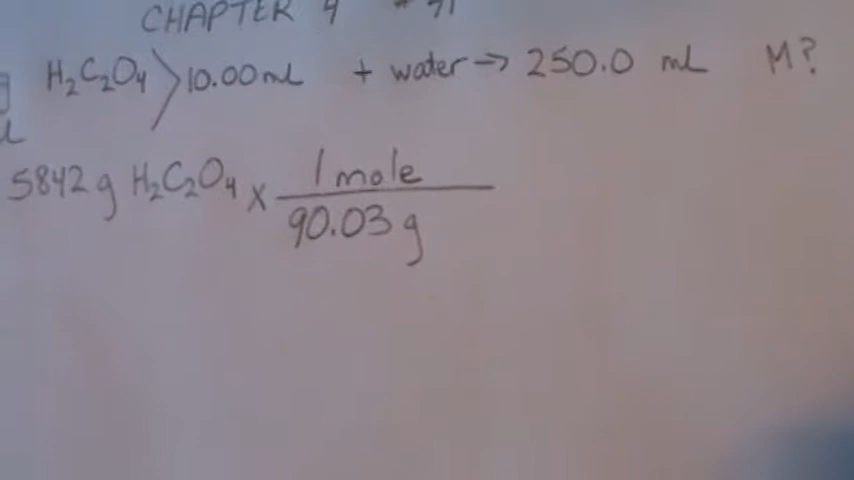 CHAPTER 4
H₂C₂O₄ > 10.00 mL + water → 250.0 mL M?
5842 g H₂C₂O₄ x 1 mole
90.03 g